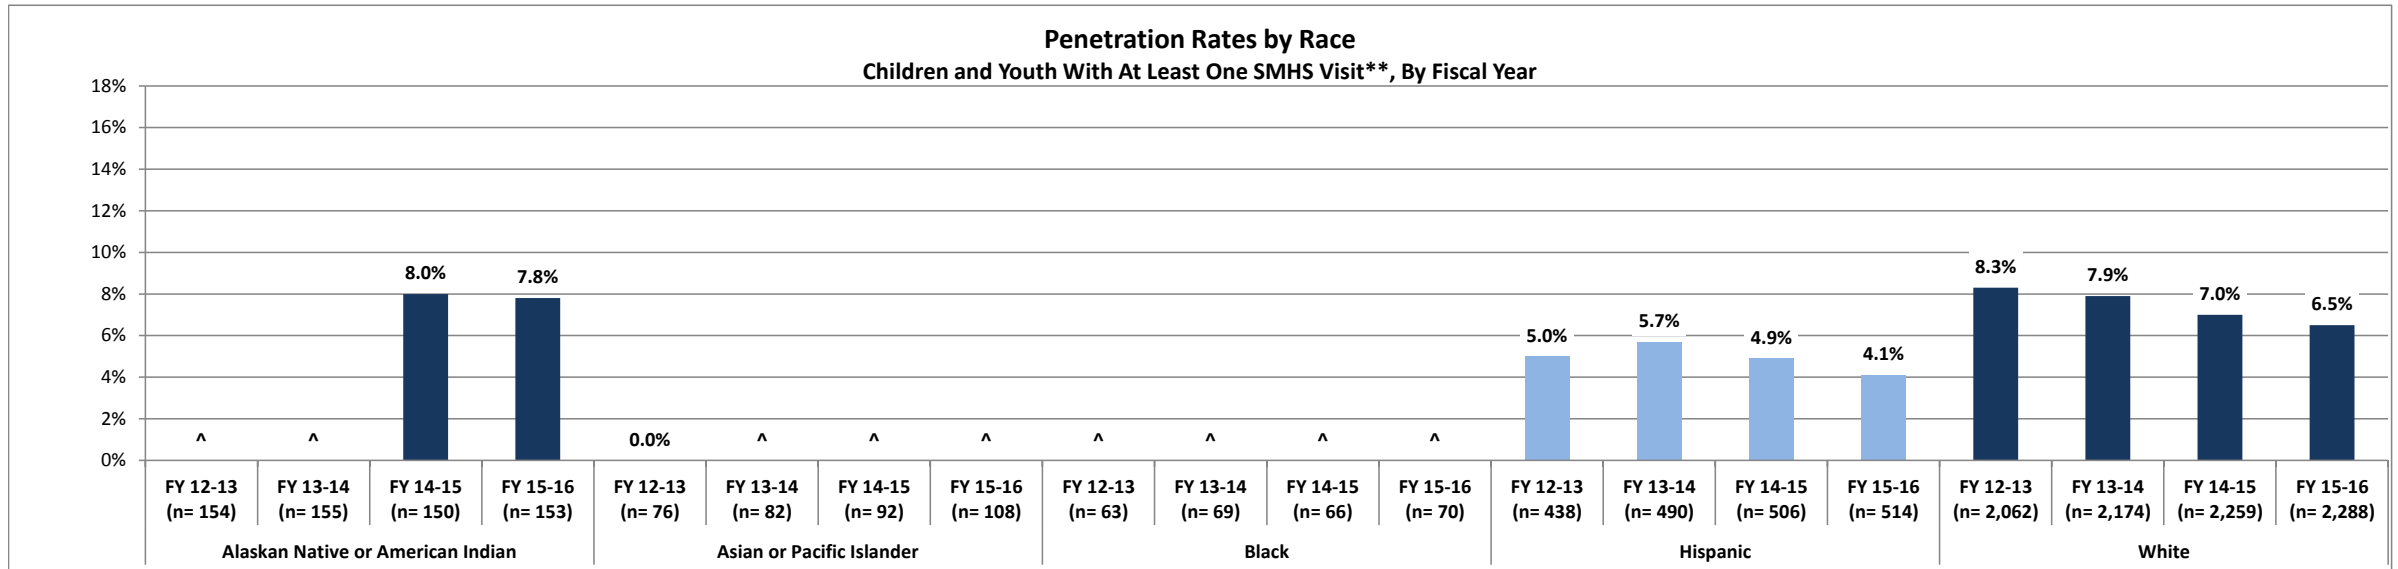 Penetration Rates by Race
Children and Youth With At Least One SMHS Visit**, By Fiscal Year
18%
16%
14%
12%
10%
8%
6%
4%
2%
0%
^ ^ 8.0% 7.8% 0.0% ^ ^ ^ ^ ^ ^ ^ 5.0% 5.7% 4.9% 4.1% 8.3% 7.9% 7.0% 6.5%
FY 12-13 FY 13-14 FY 14-15 FY 15-16 FY 12-13 FY 13-14 FY 14-15 FY 15-16 FY 12-13 FY 13-14 FY 14-15 FY 15-16 FY 12-13 FY 13-14 FY 14-15 FY 15-16 FY 12-13 FY 13-14 FY 14-15 FY 15-16
(n= 154) (n= 155) (n= 150) (n= 153) (n= 76) (n= 82) (n= 92) (n= 108) (n= 63) (n= 69) (n= 66) (n= 70) (n= 438) (n= 490) (n= 506) (n= 514) (n= 2,062) (n= 2,174) (n= 2,259) (n= 2,288)
Alaskan Native or American Indian Asian or Pacific Islander Black Hispanic White